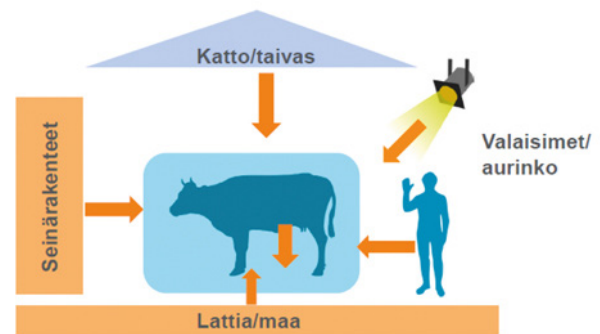 Katto/taivas
Seinärakenteet
Valaisimet/
aurinko
Lattia/maa